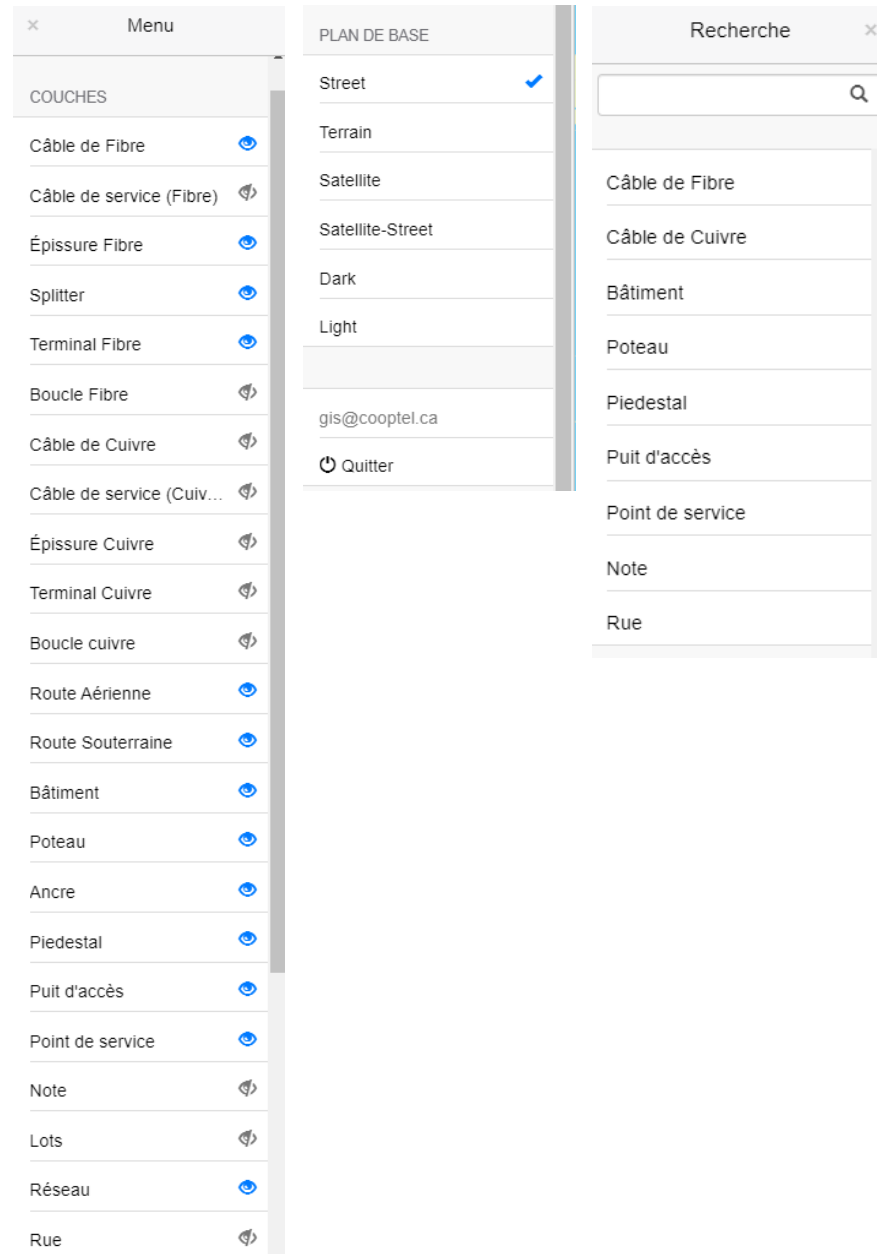 Menu
COUCHES
Câble de Fibre
Câble de service (Fibre)
Épissure Fibre
Splitter
Terminal Fibre
Boucle Fibre
Câble de Cuivre
Câble de service (Cuiv...
Épissure Cuivre
Terminal Cuivre
Boucle cuivre
Route Aérienne
Route Souterraine
Bâtiment
Poteau
Ancre
Piedestal
Puit d'accès
Point de service
Note
Lots
Réseau
Rue
PLAN DE BASE
Street
Terrain
Satellite
Satellite-Street
Dark
Light
gis@cooptel.ca
Quitter
Recherche
Câble de Fibre
Câble de Cuivre
Bâtiment
Poteau
Piedestal
Puit d'accès
Point de service
Note
Rue